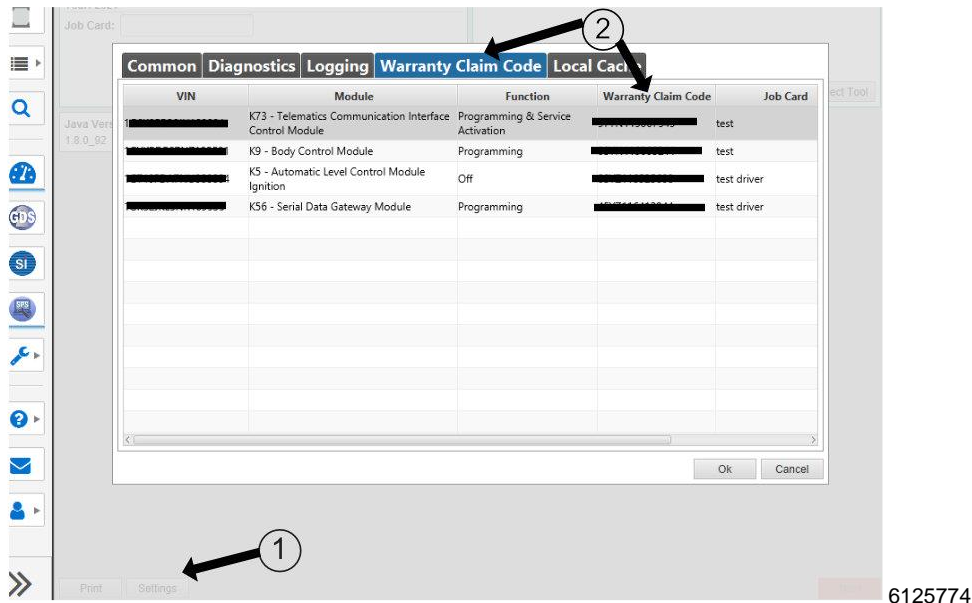 Job Card:
2
Common Diagnostics Logging Warranty Claim Code Local Cache
VIN Module Function Warranty Claim Code Job Card
K73 - Telematics Communication Interface Control Module Programming & Service Activation test
K9 - Body Control Module Programming test
K5 - Automatic Level Control Module Ignition Off test driver
K56 - Serial Data Gateway Module Programming test driver
ect Tool
Java Vers
1.8.0_92
GDS
SI
SPS
Ok Cancel
1
Print Settings
6125774